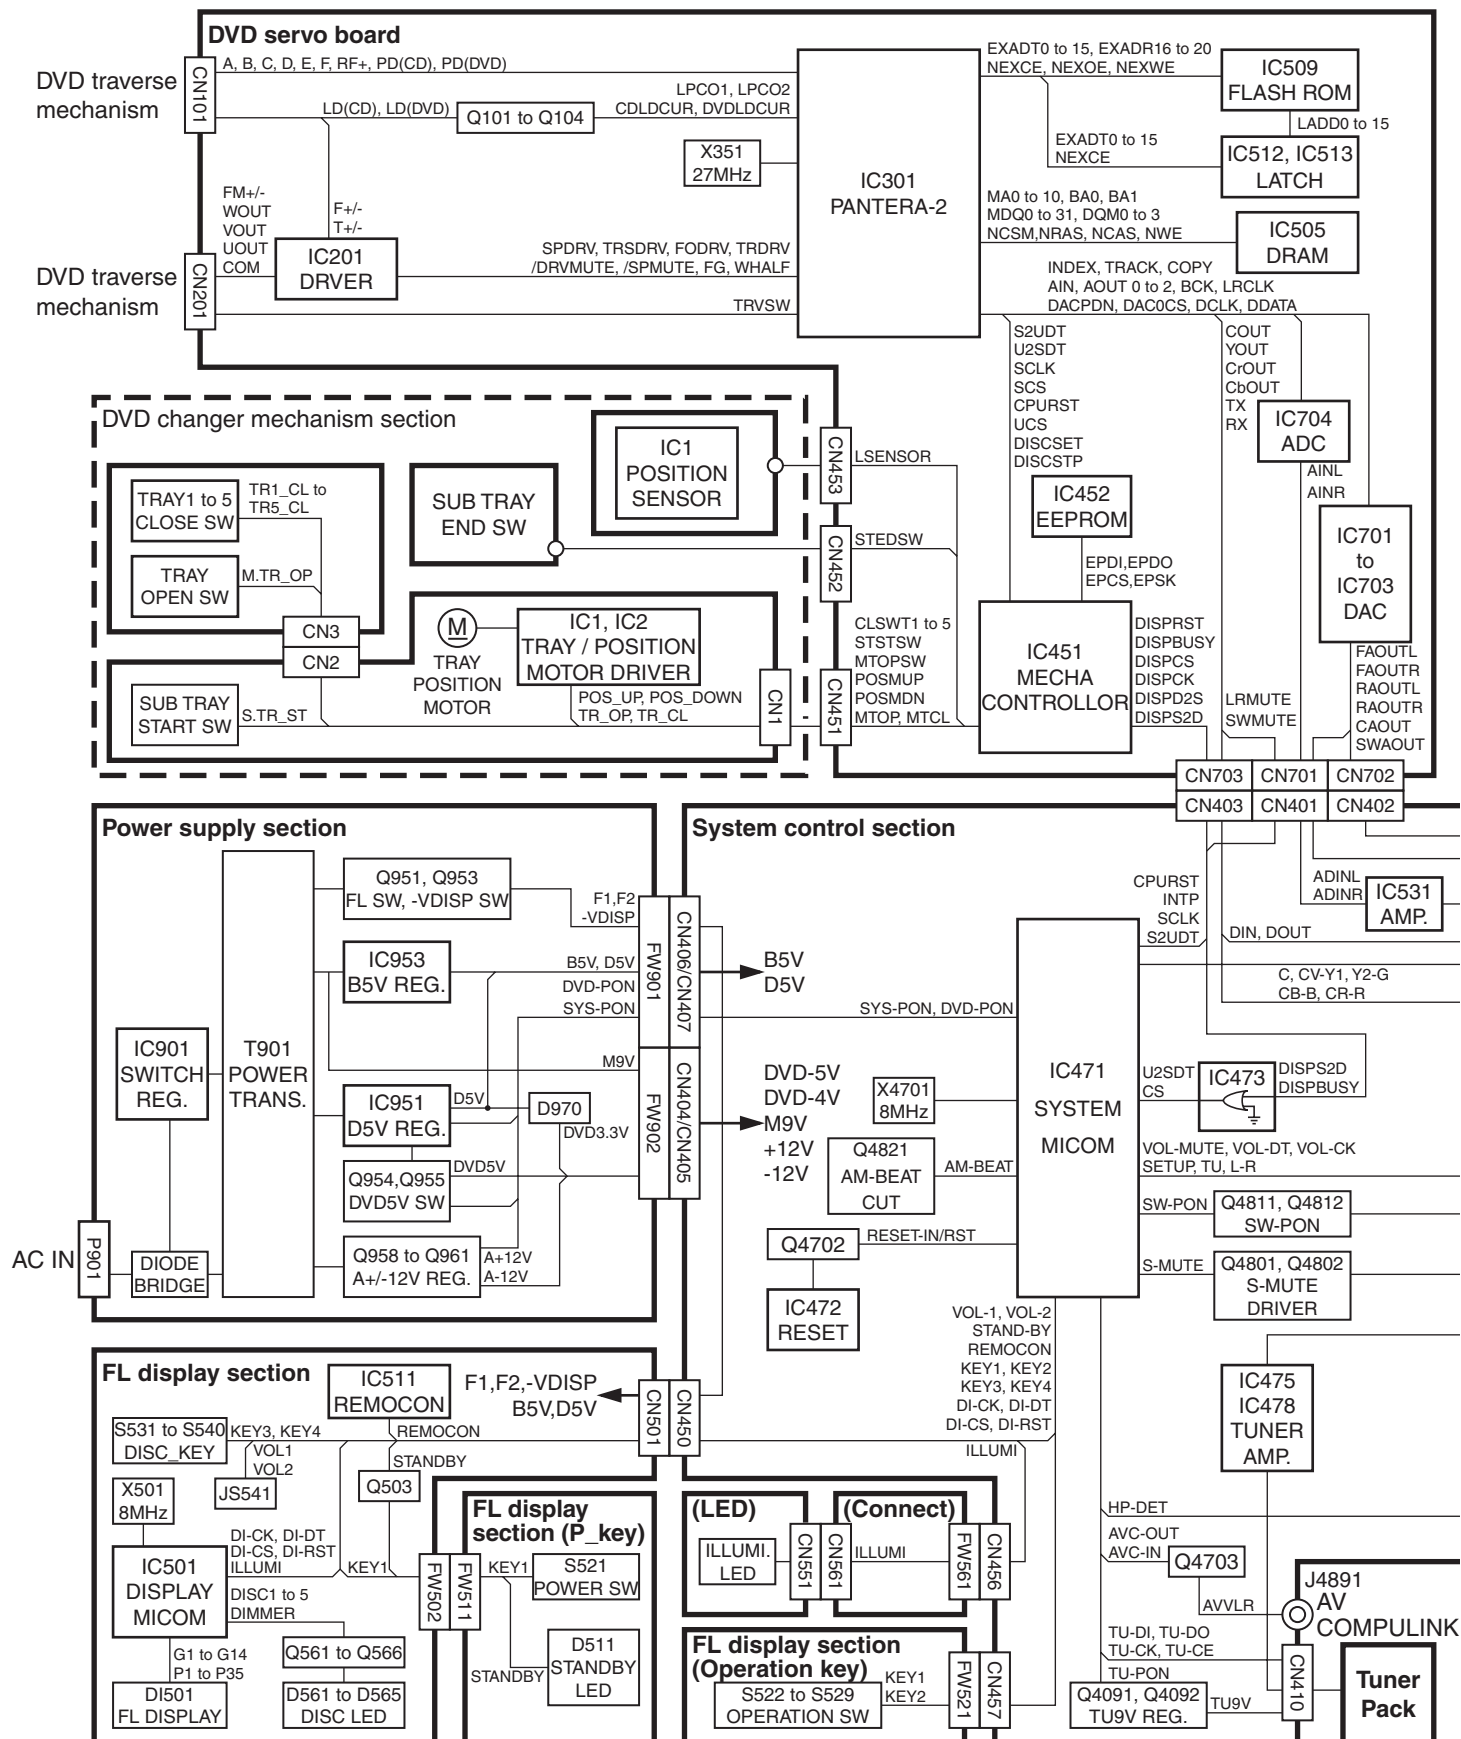 DVD servo board
DVD traverse
mechanism
CN101
A, B, C, D, E, F, RF+, PD(CD), PD(DVD)
LD(CD), LD(DVD)
Q101 to Q104
LPCO1, LPCO2
CDLDCUR, DVDLDCUR
X351
27MHz
IC301
PANTERA-2
EXADT0 to 15, EXADR16 to 20
NEXCE, NEXOE, NEXWE
IC509
FLASH ROM
LADD0 to 15
EXADT0 to 15
NEXCE
IC512, IC513
LATCH
MA0 to 10, BA0, BA1
MDQ0 to 31, DQM0 to 3
NCSM,NRAS, NCAS, NWE
IC505
DRAM
FM+/-
WOUT
VOUT
UOUT
COM
F+/-
T+/-
IC201
DRVER
DVD traverse
mechanism
CN201
SPDRV, TRSDRV, FODRV, TRDRV
/DRVMUTE, /SPMUTE, FG, WHALF
TRVSW
INDEX, TRACK, COPY
AIN, AOUT 0 to 2, BCK, LRCLK
DACPDN, DAC0CS, DCLK, DDATA
S2UDT
U2SDT
SCLK
SCS
CPURST
UCS
DISCSET
DISCSTP
COUT
YOUT
CrOUT
CbOUT
TX
RX
IC704
ADC
AINL
AINR
IC701
to
IC703
DAC
IC452
EEPROM
EPDI,EPDO
EPCS,EPSK
DVD changer mechanism section
TRAY1 to 5
CLOSE SW
TR1_CL to
TR5_CL
TRAY
OPEN SW
M.TR_OP
CN3
CN2
SUB TRAY
END SW
IC1
POSITION
SENSOR
CN453
LSENSOR
CN452
STEDSW
M
TRAY
POSITION
MOTOR
IC1, IC2
TRAY / POSITION
MOTOR DRIVER
POS_UP, POS_DOWN
TR_OP, TR_CL
SUB TRAY
START SW
S.TR_ST
CN1
CN451
CLSWT1 to 5
STSTSW
MTOPSW
POSMUP
POSMDN
MTOP, MTCL
IC451
MECHA
CONTROLLOR
DISPRST
DISPBUSY
DISPCS
DISPCK
DISPD2S
DISPS2D
LRMUTE
SWMUTE
FAOUTL
FAOUTR
RAOUTL
RAOUTR
CAOUT
SWAOUT
CN703
CN701
CN702
CN403
CN401
CN402
Power supply section
Q951, Q953
FL SW, -VDISP SW
F1,F2
-VDISP
IC953
B5V REG.
B5V, D5V
DVD-PON
SYS-PON
FW901
CN406/CN407
IC901
SWITCH
REG.
T901
POWER
TRANS.
M9V
IC951
D5V REG.
D5V
D970
DVD3.3V
FW902
CN404/CN405
Q954,Q955
DVD5V SW
DVD5V
Q958 to Q961
A+/-12V REG.
A+12V
A-12V
AC IN
P901
DIODE
BRIDGE
System control section
B5V
D5V
SYS-PON, DVD-PON
DVD-5V
DVD-4V
M9V
+12V
-12V
X4701
8MHz
Q4821
AM-BEAT
CUT
AM-BEAT
Q4702
RESET-IN/RST
IC472
RESET
IC471
SYSTEM
MICOM
CPURST
INTP
SCLK
S2UDT
ADINL
ADINR
IC531
AMP.
DIN, DOUT
C, CV-Y1, Y2-G
CB-B, CR-R
U2SDT
CS
IC473
DISPS2D
DISPBUSY
VOL-MUTE, VOL-DT, VOL-CK
SETUP, TU, L-R
SW-PON
Q4811, Q4812
SW-PON
S-MUTE
Q4801, Q4802
S-MUTE
DRIVER
VOL-1, VOL-2
STAND-BY
REMOCON
KEY1, KEY2
KEY3, KEY4
DI-CK, DI-DT
DI-CS, DI-RST
ILLUMI
IC475
IC478
TUNER
AMP.
FL display section
IC511
REMOCON
F1,F2,-VDISP
B5V,D5V
CN501
CN450
S531 to S540
DISC_KEY
KEY3, KEY4
VOL1
VOL2
REMOCON
STANDBY
X501
8MHz
JS541
Q503
IC501
DISPLAY
MICOM
DI-CK, DI-DT
DI-CS, DI-RST
ILLUMI
KEY1
DISC1 to 5
DIMMER
G1 to G14
P1 to P35
Q561 to Q566
DI501
FL DISPLAY
D561 to D565
DISC LED
FW502
FW511
FL display
section (P_key)
KEY1
S521
POWER SW
STANDBY
D511
STANDBY
LED
(LED)
ILLUMI.
LED
CN551
CN561
(Connect)
ILLUMI
FW561
CN456
FL display section
(Operation key)
S522 to S529
OPERATION SW
KEY1
KEY2
FW521
CN457
HP-DET
AVC-OUT
AVC-IN
Q4703
AVVLR
J4891
AV
COMPULINK
TU-DI, TU-DO
TU-CK, TU-CE
TU-PON
Q4091, Q4092
TU9V REG.
TU9V
CN410
Tuner
Pack